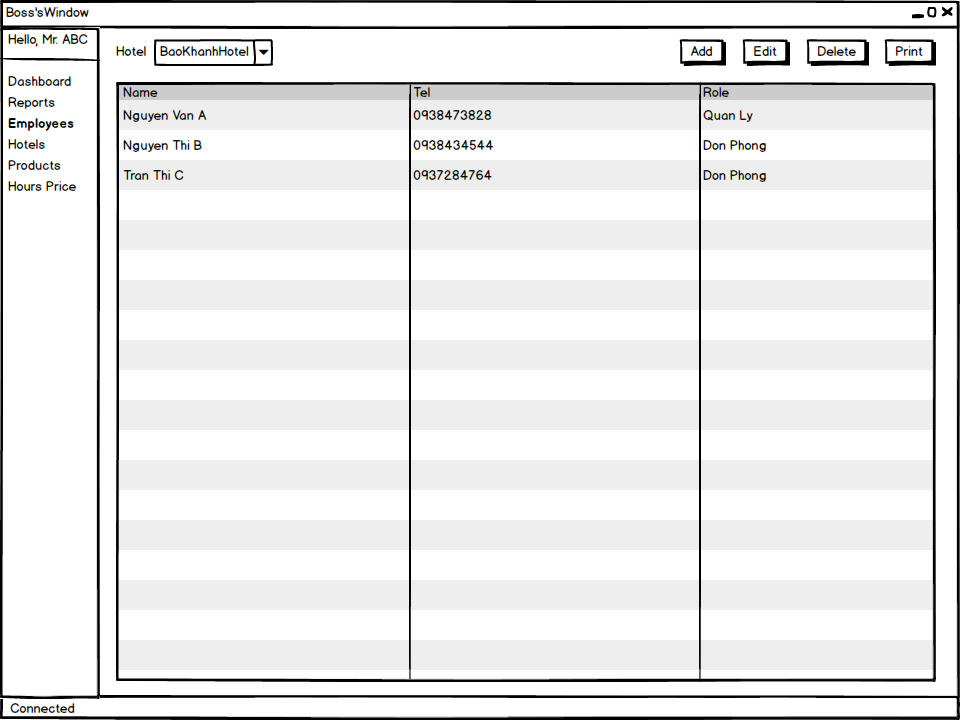 Boss'sWindow
Hello, Mr. ABC
Dashboard
Reports
Employees
Hotels
Products
Hours Price
Hotel BaoKhanhHotel Add Edit Delete Print
Name Tel Role
Nguyen Van A 0938473828 Quan Ly
Nguyen Thi B 0938434544 Don Phong
Tran Thi C 0937284764 Don Phong
Connected